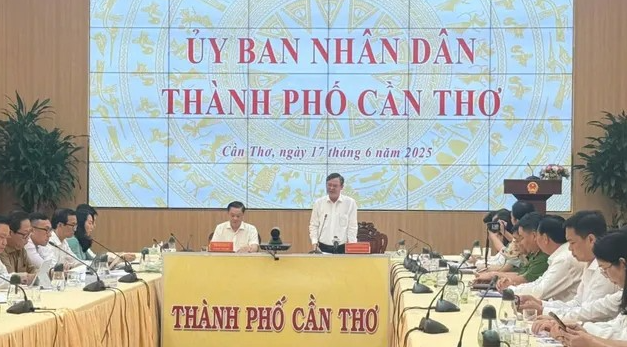 ỦY BAN NHÂN DÂN
THÀNH PHỐ CẦN THƠ
Cần Thơ, ngày 17 tháng 6 năm 2025
THÀNH PHỐ CẦN THƠ